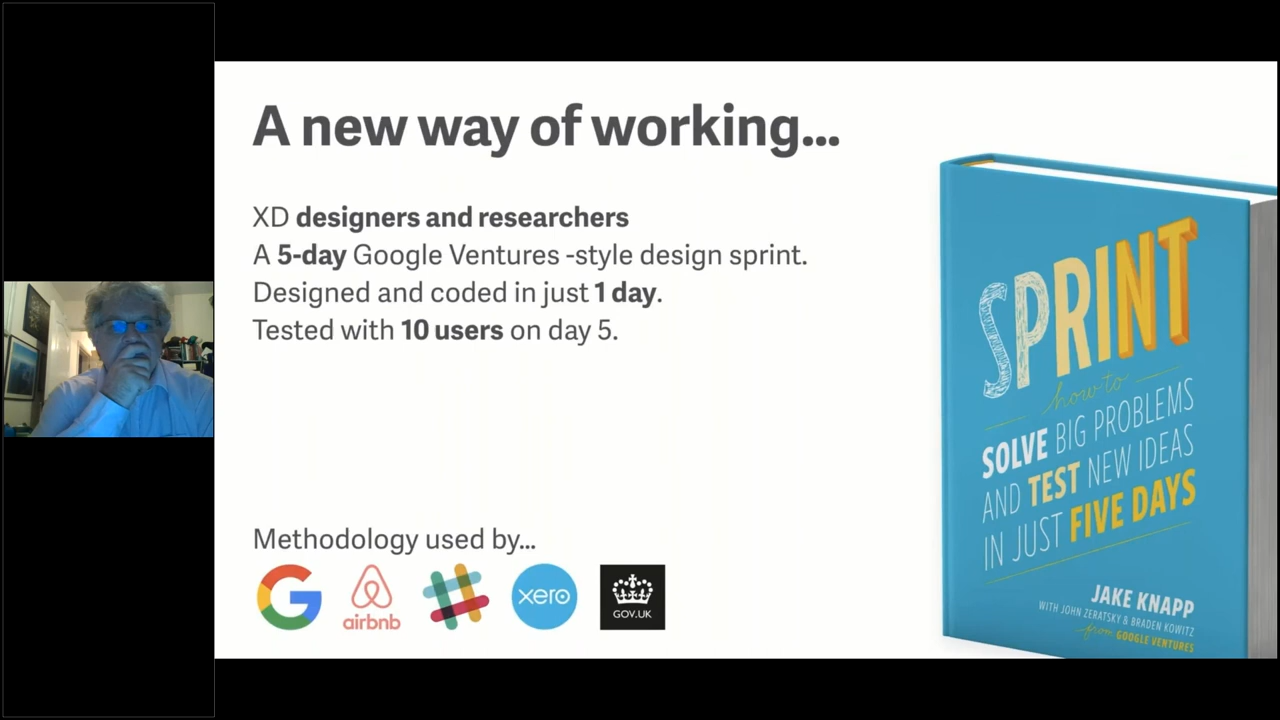 A new way of working...
XD designers and researchers
A 5-day Google Ventures -style design sprint.
Designed and coded in just 1 day.
Tested with 10 users on day 5.
Methodology used by...
airbnb
xero
GOV.UK
SPRINT
how to
SOLVE BIG PROBLEMS
AND TEST NEW IDEAS
IN JUST FIVE DAYS
JAKE KNAPP
WITH JOHN ZERATSKY & BRADEN KOWITZ
from GOOGLE VENTURES